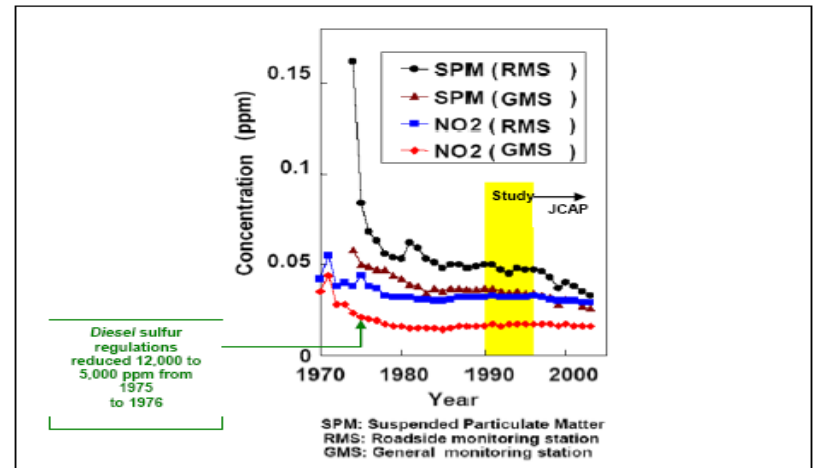 0.15
0.1
0.05
0
Concentration (ppm)
SPM (RMS )
SPM (GMS )
NO2 (RMS )
NO2 (GMS )
Study
JCAP
Diesel sulfur
regulations
reduced 12,000 to
5,000 ppm from
1975
to 1976
1970 1980 1990 2000
Year
SPM: Suspended Particulate Matter
RMS: Roadside monitoring station
GMS: General monitoring station